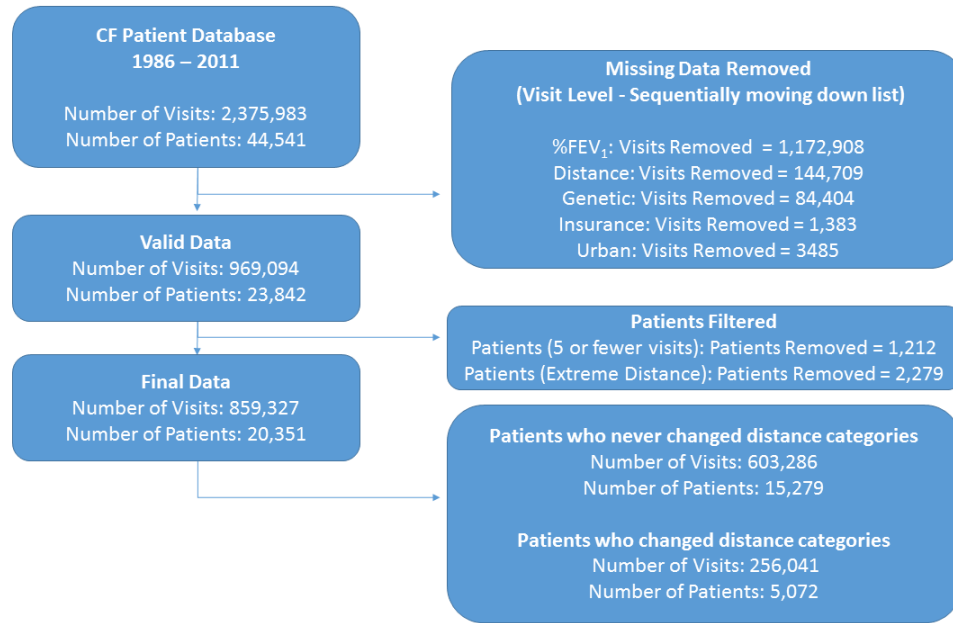 CF Patient Database
1986 – 2011
Number of Visits: 2,375,983
Number of Patients: 44,541
Missing Data Removed
(Visit Level - Sequentially moving down list)
%FEV₁: Visits Removed = 1,172,908
Distance: Visits Removed = 144,709
Genetic: Visits Removed = 84,404
Insurance: Visits Removed = 1,383
Urban: Visits Removed = 3485
Valid Data
Number of Visits: 969,094
Number of Patients: 23,842
Patients Filtered
Patients (5 or fewer visits): Patients Removed = 1,212
Patients (Extreme Distance): Patients Removed = 2,279
Final Data
Number of Visits: 859,327
Number of Patients: 20,351
Patients who never changed distance categories
Number of Visits: 603,286
Number of Patients: 15,279
Patients who changed distance categories
Number of Visits: 256,041
Number of Patients: 5,072